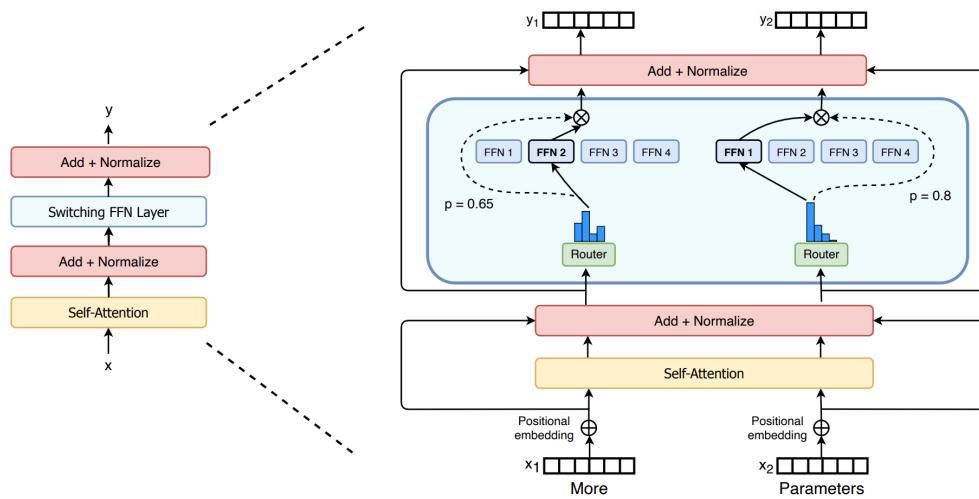 y
Add + Normalize
Switching FFN Layer
Add + Normalize
Self-Attention
x
y1
y2
Add + Normalize
FFN 1 FFN 2 FFN 3 FFN 4
FFN 1 FFN 2 FFN 3 FFN 4
p = 0.65
p = 0.8
Router
Router
Add + Normalize
Self-Attention
Positional
embedding
Positional
embedding
x1
x2
More
Parameters